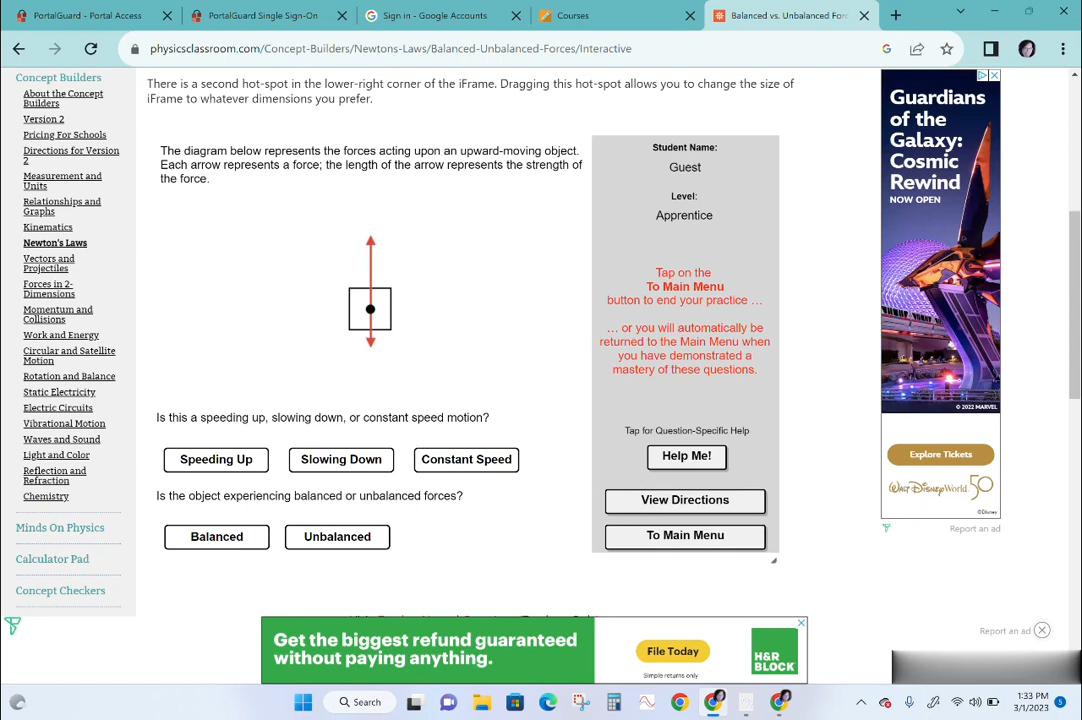 PortalGuard - Portal Access
PortalGuard Single Sign-On
Sign in - Google Accounts
Courses
Balanced vs. Unbalanced For
physicsclassroom.com/Concept-Builders/Newtons-Laws/Balanced-Unbalanced-Forces/Interactive
Concept Builders
About the Concept
Builders
Version 2
Pricing For Schools
Directions for Version
2
Measurement and
Units
Relationships and
Graphs
Kinematics
Newton's Laws
Vectors and
Projectiles
Forces in 2-
Dimensions
Momentum and
Collisions
Work and Energy
Circular and Satellite
Motion
Rotation and Balance
Static Electricity
Electric Circuits
Vibrational Motion
Waves and Sound
Light and Color
Reflection and
Refraction
Chemistry
Minds On Physics
Calculator Pad
Concept Checkers
There is a second hot-spot in the lower-right corner of the iFrame. Dragging this hot-spot allows you to change the size of
iFrame to whatever dimensions you prefer.
The diagram below represents the forces acting upon an upward-moving object.
Each arrow represents a force; the length of the arrow represents the strength of
the force.
Is this a speeding up, slowing down, or constant speed motion?
Speeding Up
Slowing Down
Constant Speed
Is the object experiencing balanced or unbalanced forces?
Balanced
Unbalanced
Student Name:
Guest
Level:
Apprentice
Tap on the
To Main Menu
button to end your practice …
… or you will automatically be
returned to the Main Menu when
you have demonstrated a
mastery of these questions.
Tap for Question-Specific Help
Help Me!
View Directions
To Main Menu
Guardians
of the
Galaxy:
Cosmic
Rewind
NOW OPEN
© 2022 MARVEL
Explore Tickets
Walt Disney World 50
©Disney
Report an ad
Get the biggest refund guaranteed
without paying anything.
File Today
Simple returns only
H&R
BLOCK
Report an ad
Search
1:33 PM
3/1/2023
5